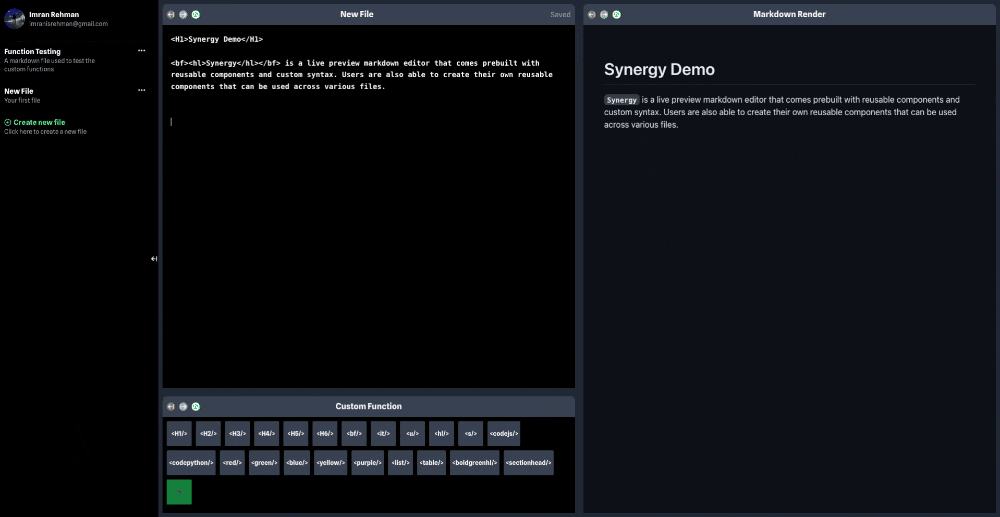 Imran Rehman
imranisrehman@gmail.com
Function Testing
A markdown file used to test the
custom functions
New File
Your first file
Create new file
Click here to create a new file
New File
Saved
<H1>Synergy Demo</H1>
<bf><hl>Synergy</hl></bf> is a live preview markdown editor that comes prebuilt with
reusable components and custom syntax. Users are also able to create their own reusable
components that can be used across various files.
Custom Function
<H1/> <H2/> <H3/> <H4/> <H5/> <H6/> <bf/> <it/> <u/> <hl/> <s/> <codejs/>
<codepython/> <red/> <green/> <blue/> <yellow/> <purple/> <list/> <table/> <boldgreenhl/> <sectionhead/>
Markdown Render
Synergy Demo
Synergy is a live preview markdown editor that comes prebuilt with reusable components and
custom syntax. Users are also able to create their own reusable components that can be used
across various files.